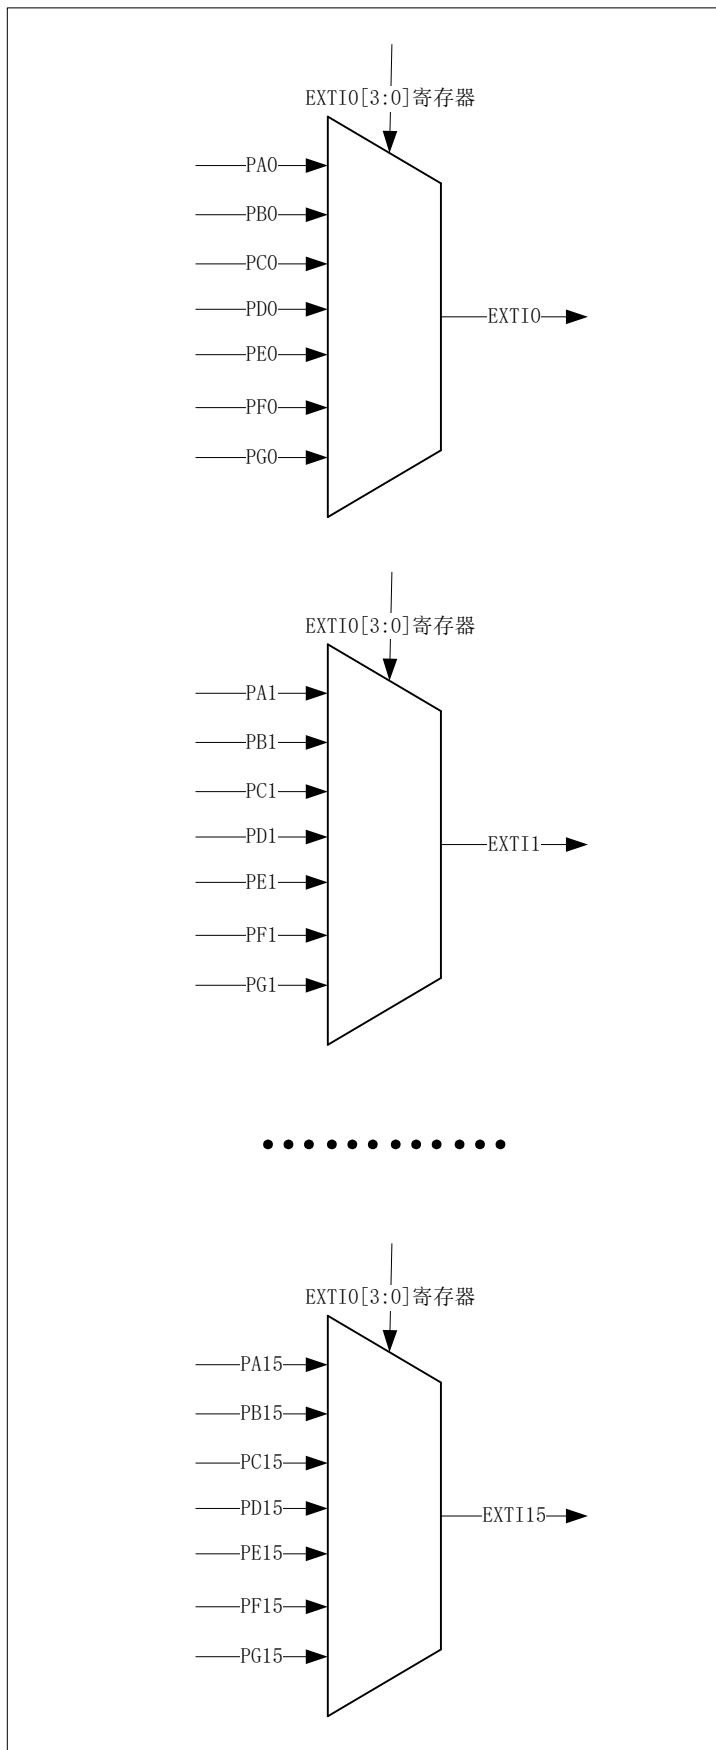 EXTI0[3:0]寄存器
PA0
PB0
PC0
PD0
EXTI0
PE0
PF0
PG0
EXTI0[3:0]寄存器
PA1
PB1
PC1
PD1
EXTI1
PE1
PF1
PG1
EXTI0[3:0]寄存器
PA15
PB15
PC15
PD15
EXTI15
PE15
PF15
PG15